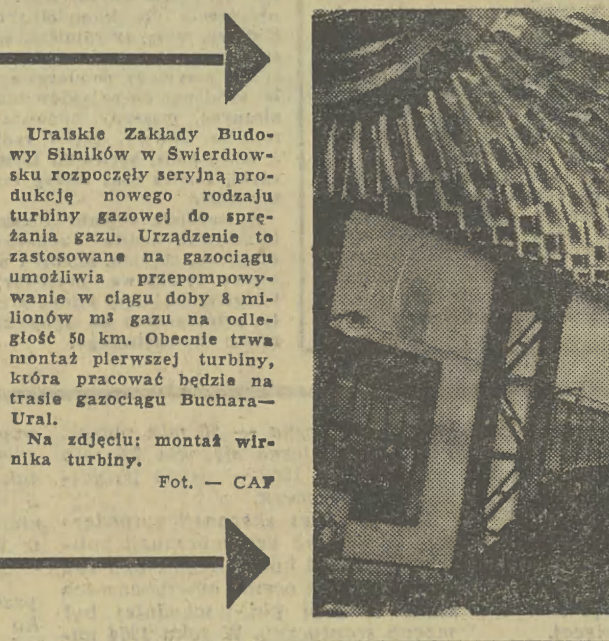 Uralskie Zakłady Budo-
wy Silników w Świerdłow-
sku rozpoczęły seryjną pro-
dukcję nowego rodzaju
turbiny gazowej do sprę-
żania gazu. Urządzenie to
zastosowane na gazociągu
umożliwia przepompowy-
wanie w ciągu doby 8 mi-
lionów m³ gazu na odle-
głość 50 km. Obecnie trwa
montaż pierwszej turbiny,
która pracować będzie na
trasie gazociągu Buchara—
Ural.
Na zdjęciu: montaż wir-
nika turbiny.
Fot. — CAF